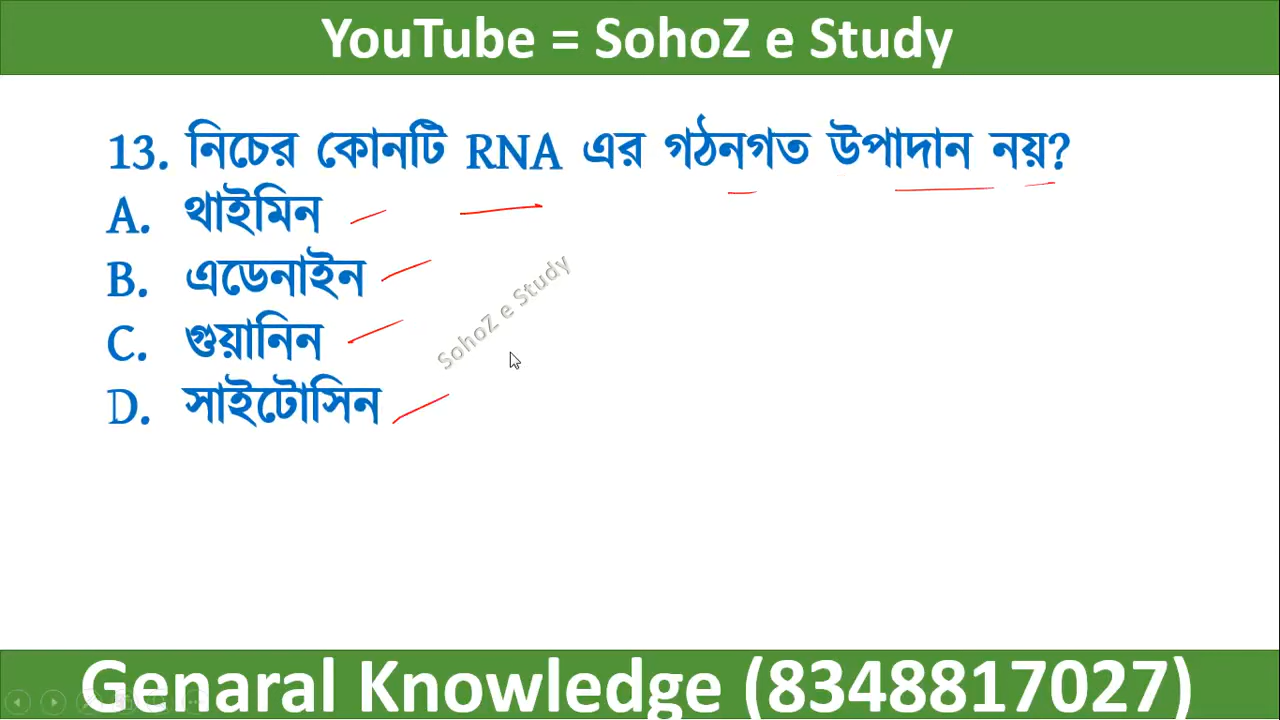 YouTube = SohoZ e Study
13. নিচের কোনটি RNA এর গঠনগত উপাদান নয়?
A. থাইমিন
B. এডেনাইন
C. গুয়ানিন
D. সাইটোসিন
SohoZ e Study
Genaral Knowledge (8348817027)